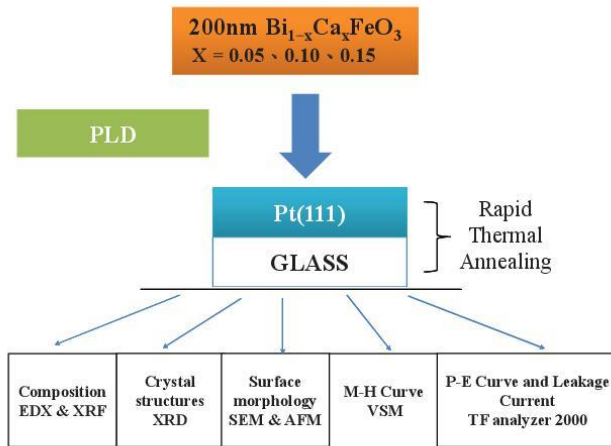 200nm Bi₁₋ₓCaₓFeO₃
X = 0.05、0.10、0.15
PLD
Pt(111)
GLASS
Rapid
Thermal
Annealing
Composition
EDX & XRF
Crystal
structures
XRD
Surface
morphology
SEM & AFM
M-H Curve
VSM
P-E Curve and Leakage
Current
TF analyzer 2000